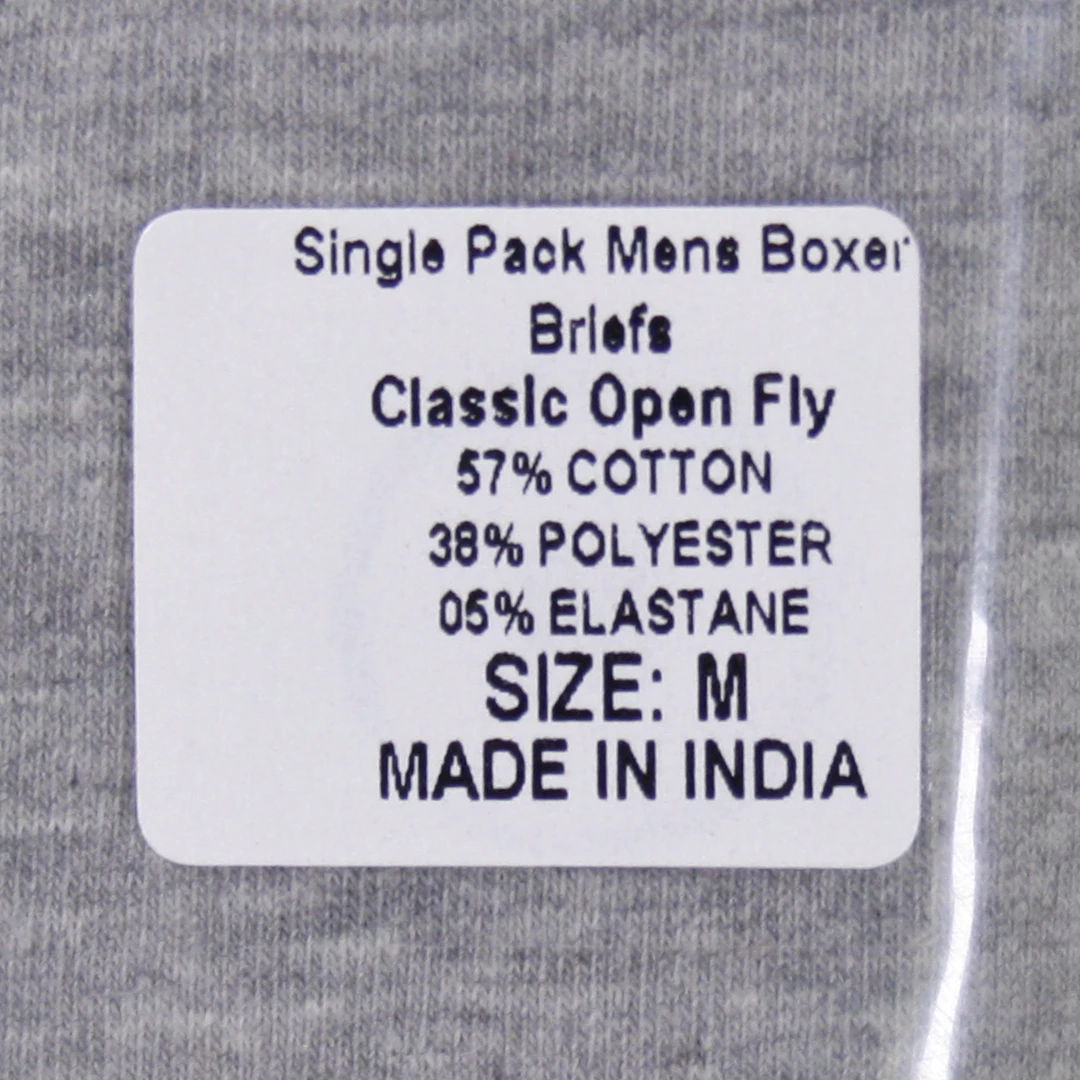 Single Pack Mens Boxer
Briefs
Classic Open Fly
57% COTTON
38% POLYESTER
05% ELASTANE
SIZE: M
MADE IN INDIA